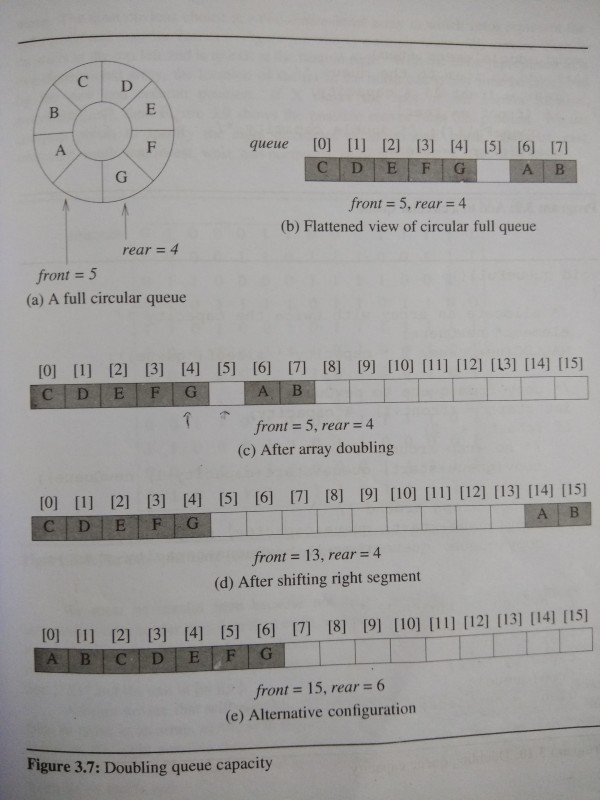 C D
B E
A F
G
rear = 4
front = 5
(a) A full circular queue
queue [0] [1] [2] [3] [4] [5] [6] [7]
C D E F G A B
front = 5, rear = 4
(b) Flattened view of circular full queue
[0] [1] [2] [3] [4] [5] [6] [7] [8] [9] [10] [11] [12] [13] [14] [15]
C D E F G A B
front = 5, rear = 4
(c) After array doubling
[0] [1] [2] [3] [4] [5] [6] [7] [8] [9] [10] [11] [12] [13] [14] [15]
C D E F G A B
front = 13, rear = 4
(d) After shifting right segment
[0] [1] [2] [3] [4] [5] [6] [7] [8] [9] [10] [11] [12] [13] [14] [15]
A B C D E F G
front = 15, rear = 6
(e) Alternative configuration
Figure 3.7: Doubling queue capacity